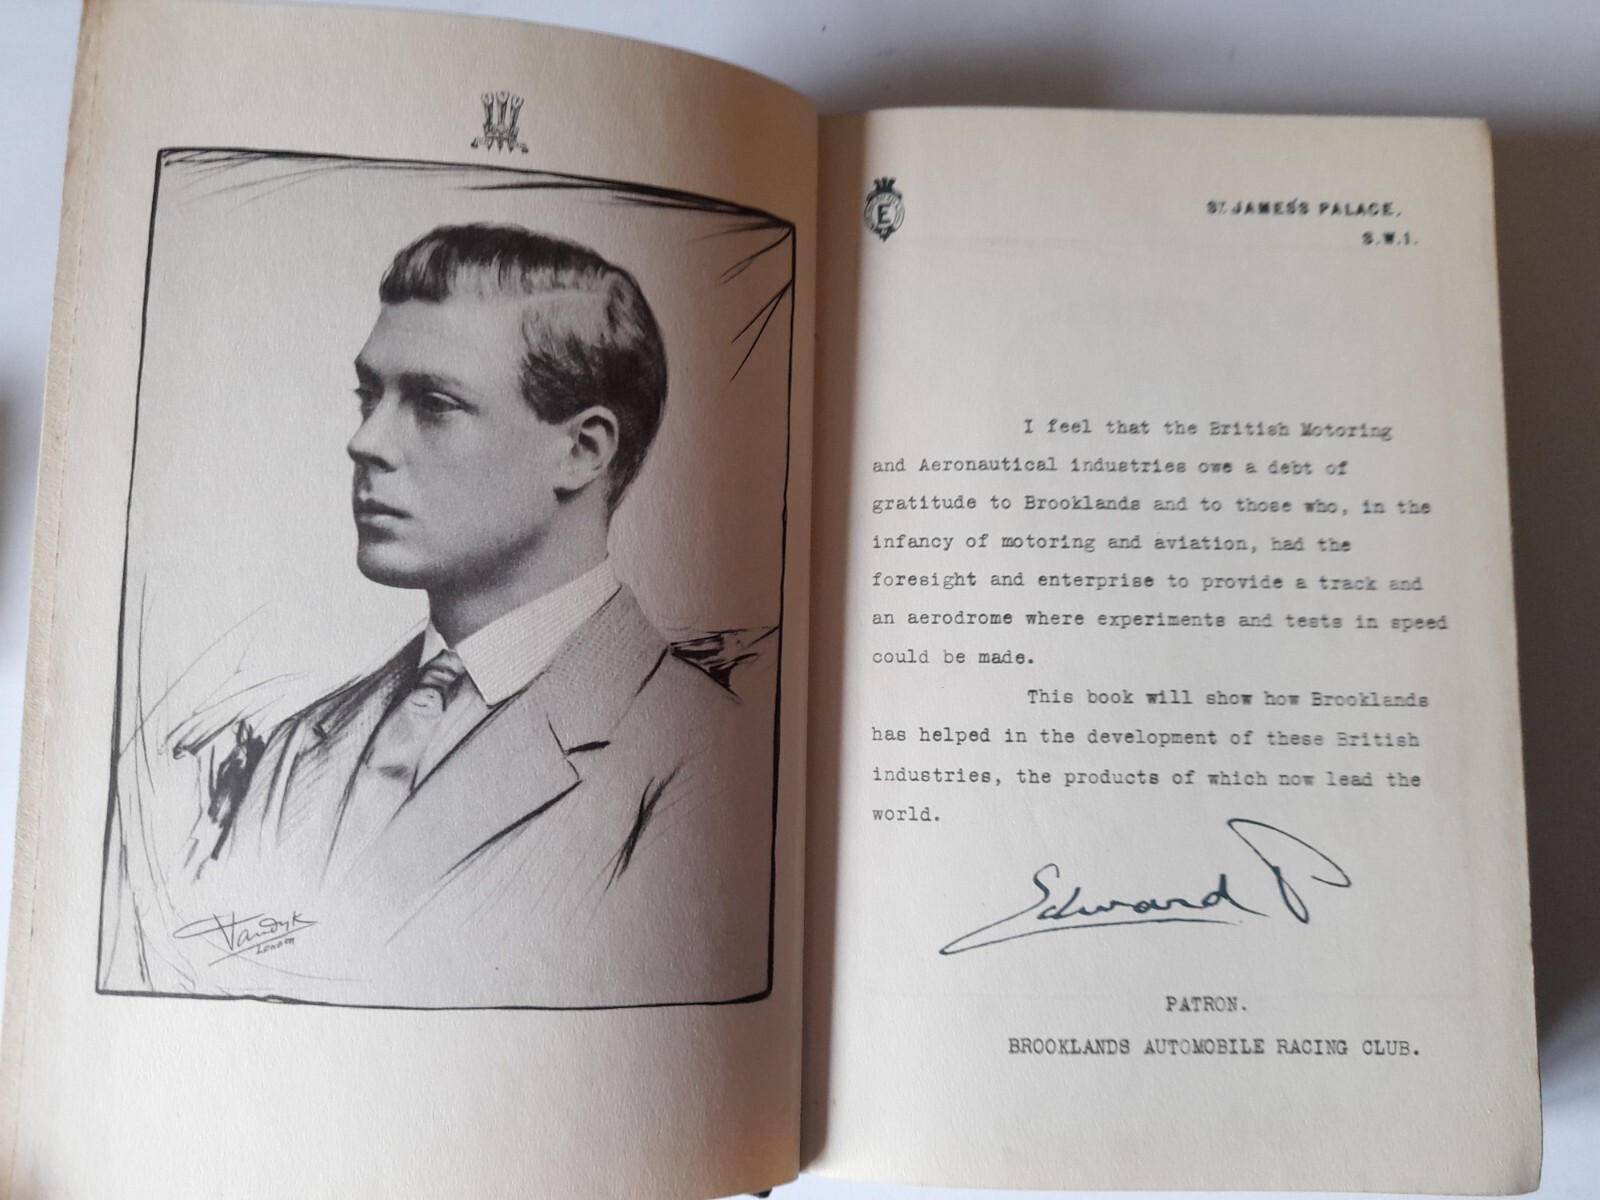 Vandyk
London
E
ST. JAMES'S PALACE,
S.W.1.
I feel that the British Motoring
and Aeronautical industries owe a debt of
gratitude to Brooklands and to those who, in the
infancy of motoring and aviation, had the
foresight and enterprise to provide a track and
an aerodrome where experiments and tests in speed
could be made.
This book will show how Brooklands
has helped in the development of these British
industries, the products of which now lead the
world.
Edward P
PATRON.
BROOKLANDS AUTOMOBILE RACING CLUB.